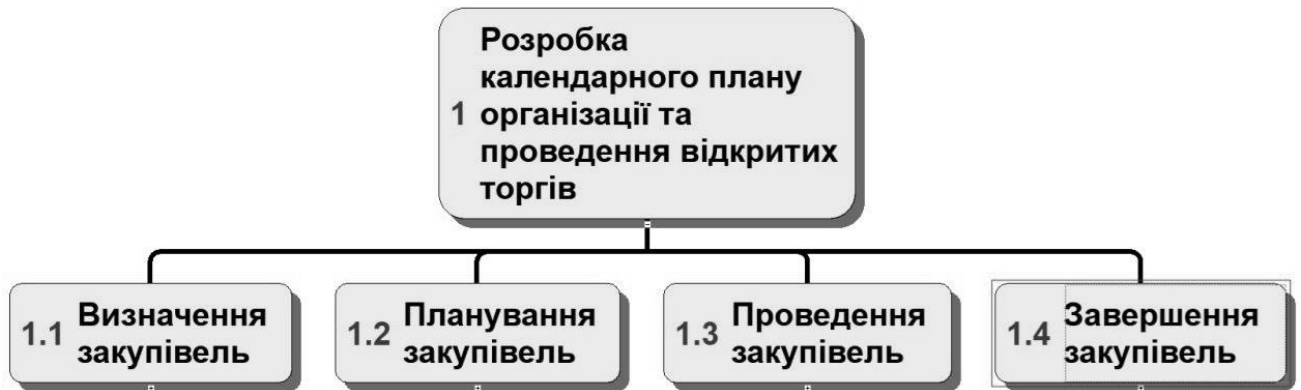 Розробка
календарного плану
1 організації та
проведення відкритих
торгів
1.1 Визначення
закупівель
1.2 Планування
закупівель
1.3 Проведення
закупівель
1.4 Завершення
закупівель